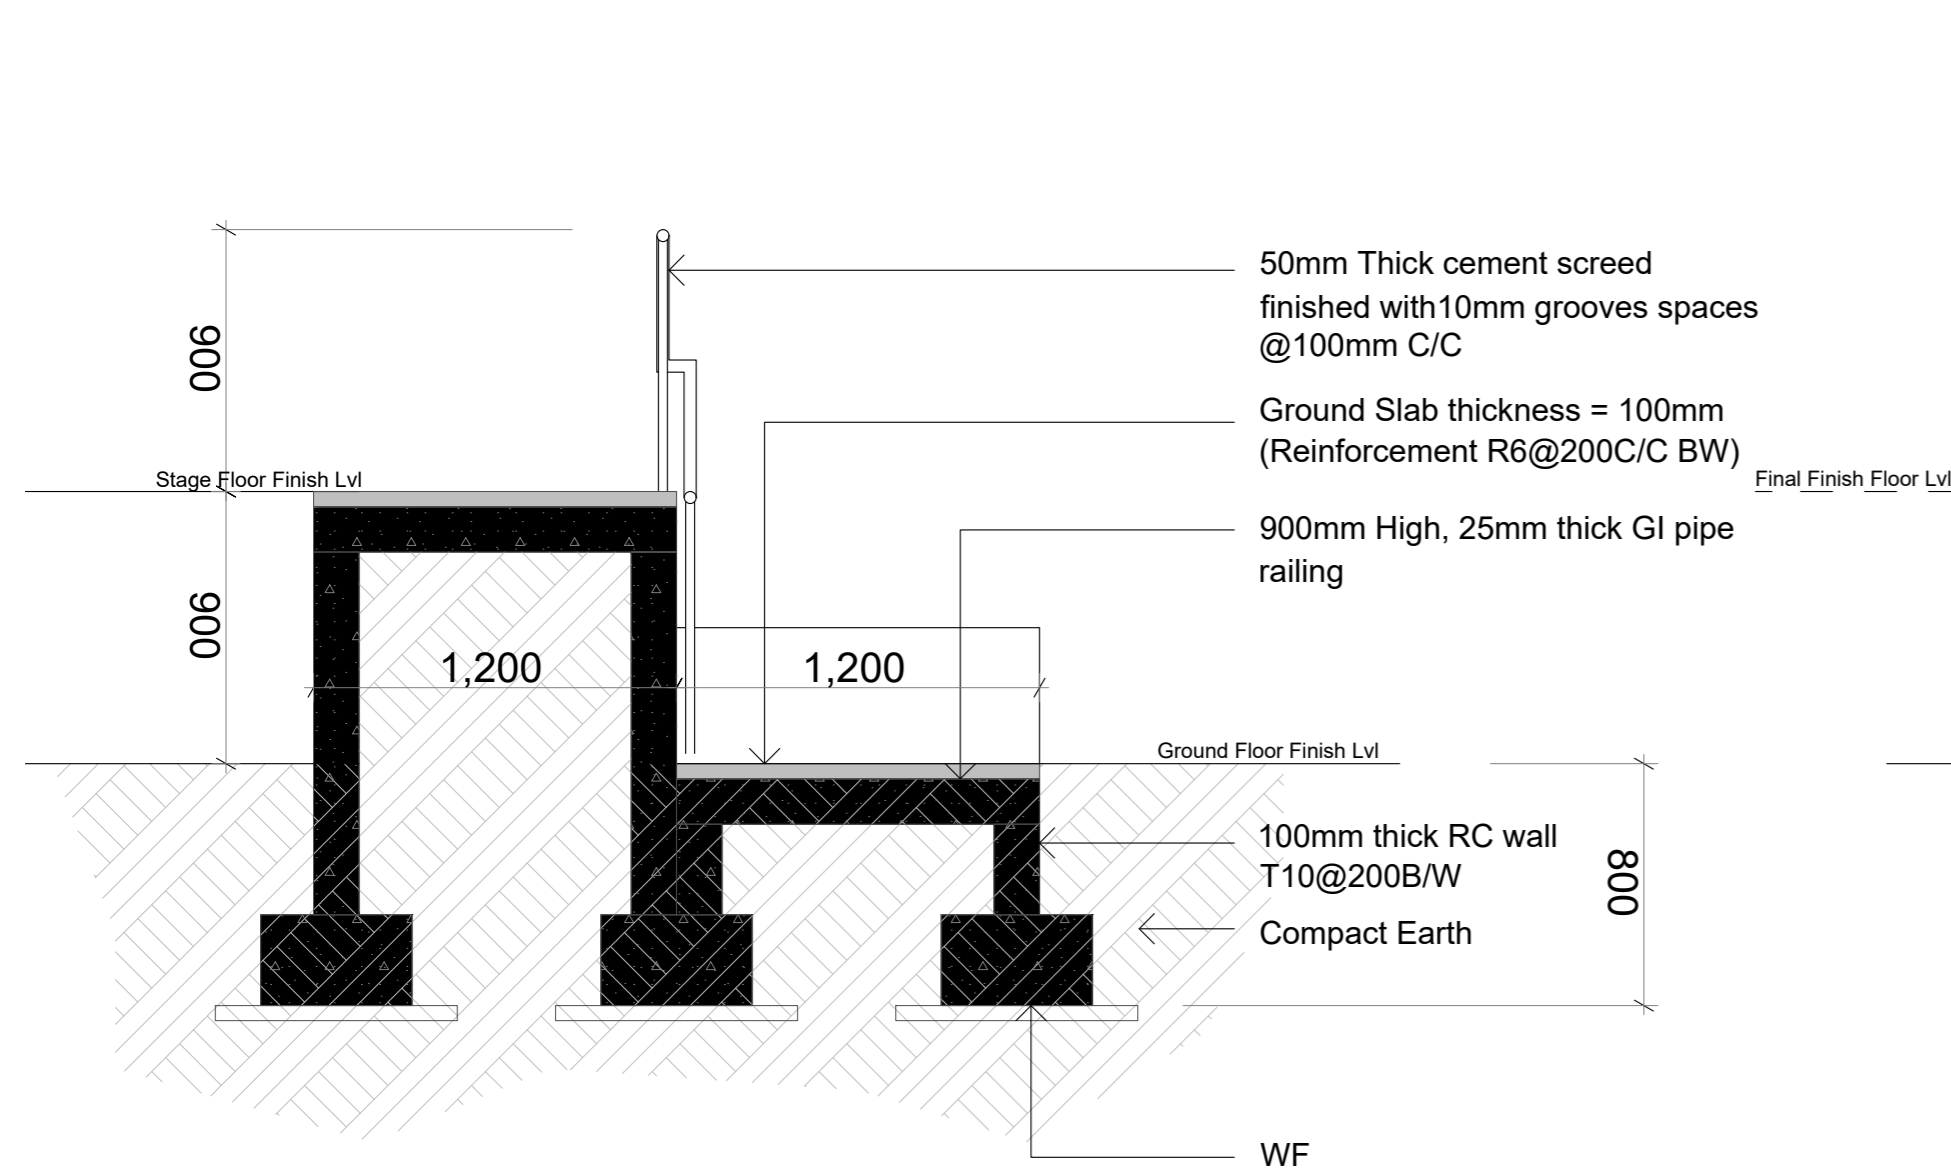 50mm Thick cement screed
finished with10mm grooves spaces
@100mm C/C
900
Ground Slab thickness = 100mm
(Reinforcement R6@200C/C BW)
Stage Floor Finish Lvl
Final Finish Floor Lvl
900mm High, 25mm thick GI pipe
railing
900
1,200
1,200
Ground Floor Finish Lvl
100mm thick RC wall
T10@200B/W
800
Compact Earth
WF